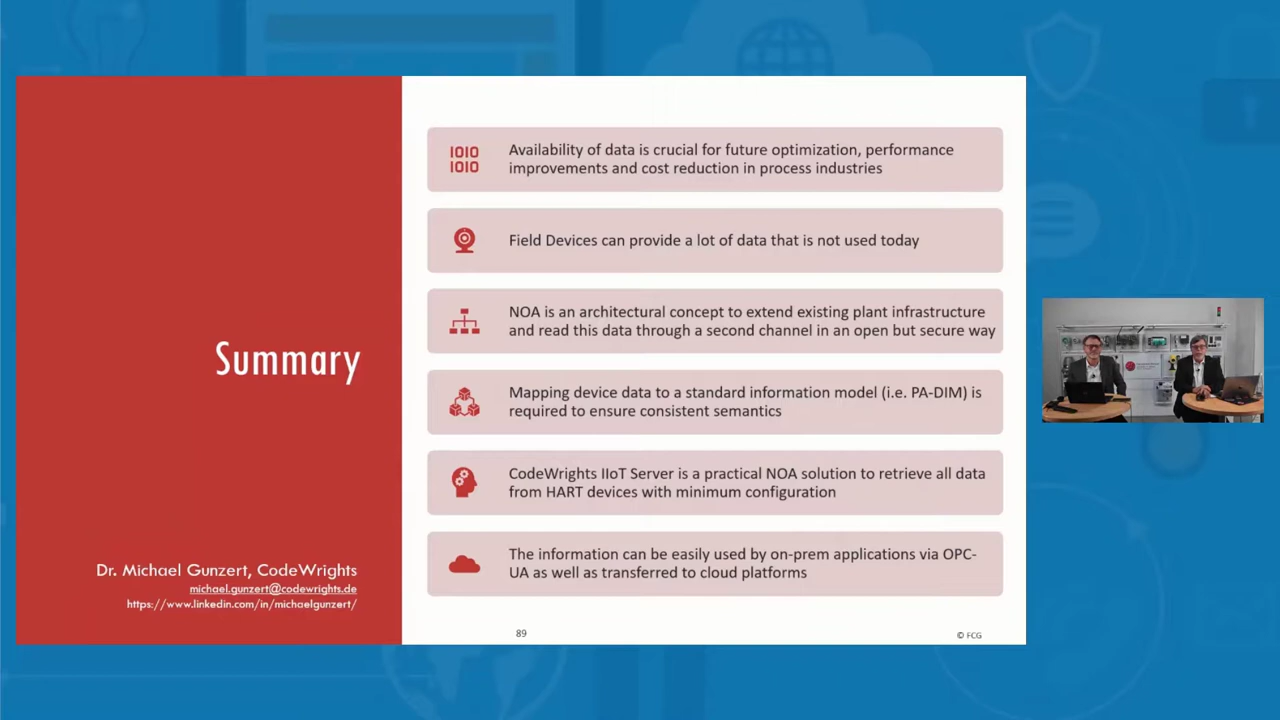 Summary
Dr. Michael Gunzert, CodeWrights
michael.gunzert@codewrights.de
https://www.linkedin.com/in/michaelgunzert/
1010
1010
Availability of data is crucial for future optimization, performance
improvements and cost reduction in process industries
Field Devices can provide a lot of data that is not used today
NOA is an architectural concept to extend existing plant infrastructure
and read this data through a second channel in an open but secure way
Mapping device data to a standard information model (i.e. PA-DIM) is
required to ensure consistent semantics
CodeWrights IIoT Server is a practical NOA solution to retrieve all data
from HART devices with minimum configuration
The information can be easily used by on-prem applications via OPC-
UA as well as transferred to cloud platforms
89
© FCG